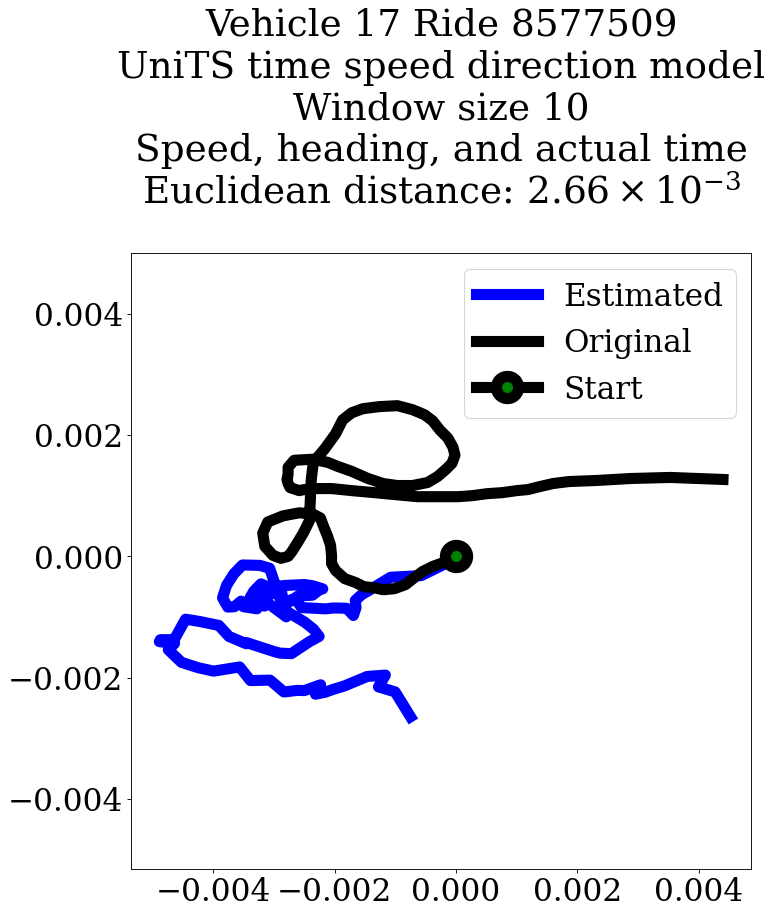 Vehicle 17 Ride 8577509
UniTS time speed direction model
Window size 10
Speed, heading, and actual time
Euclidean distance: 2.66 × 10⁻³
Estimated
Original
Start
0.004
0.002
0.000
−0.002
−0.004
−0.004 −0.002 0.000 0.002 0.004